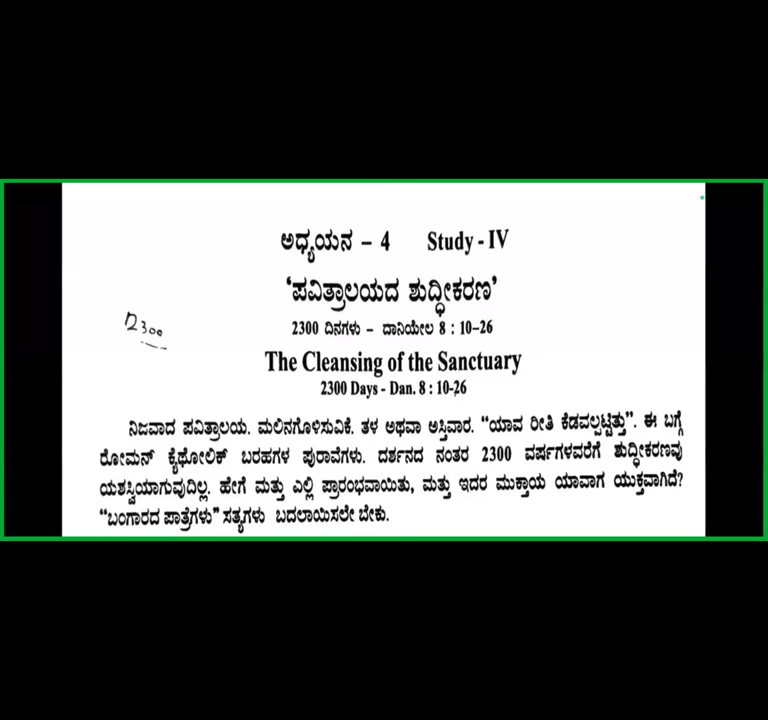 ಅಧ್ಯಯನ – 4 Study - IV
‘ಪವಿತ್ರಾಲಯದ ಶುದ್ಧೀಕರಣ’
2300
2300 ದಿನಗಳು – ದಾನಿಯೇಲ 8 : 10–26
The Cleansing of the Sanctuary
2300 Days - Dan. 8 : 10-26
ನಿಜವಾದ ಪವಿತ್ರಾಲಯ. ಮಲಿನಗೊಳಿಸುವಿಕೆ. ತಳ ಅಥವಾ ಅಸ್ತಿವಾರ. “ಯಾವ ರೀತಿ ಕೆಡವಲ್ಪಟ್ಟಿತ್ತು”. ಈ ಬಗ್ಗೆ
ರೋಮನ್ ಕ್ಯಾಥೋಲಿಕ್ ಬರಹಗಳ ಪುರಾವೆಗಳು. ದರ್ಶನದ ನಂತರ 2300 ವರ್ಷಗಳವರೆಗೆ ಶುದ್ಧೀಕರಣವು
ಯಶಸ್ವಿಯಾಗುವುದಿಲ್ಲ. ಹೇಗೆ ಮತ್ತು ಎಲ್ಲಿ ಪ್ರಾರಂಭವಾಯಿತು, ಮತ್ತು ಇದರ ಮುಕ್ತಾಯ ಯಾವಾಗ ಯುಕ್ತವಾಗಿದೆ?
“ಬಂಗಾರದ ಪಾತ್ರೆಗಳು” ಸತ್ಯಗಳು ಬದಲಾಯಿಸಲೇ ಬೇಕು.